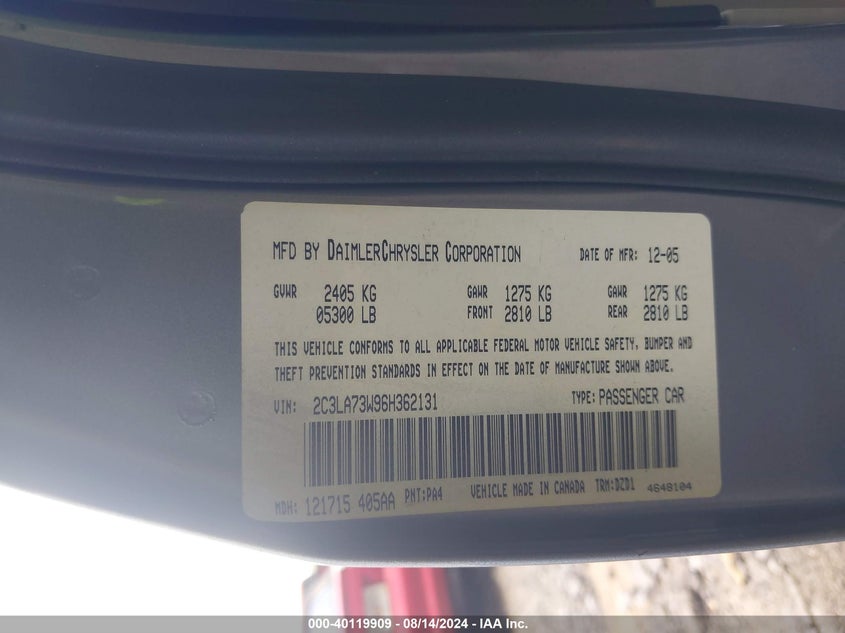 MFD BY DAIMLERCHRYSLER CORPORATION DATE OF MFR: 12-05
GVWR 2405 KG GAWR 1275 KG GAWR 1275 KG
05300 LB FRONT 2810 LB REAR 2810 LB
THIS VEHICLE CONFORMS TO ALL APPLICABLE FEDERAL MOTOR VEHICLE SAFETY, BUMPER AND
THEFT PREVENTION STANDARDS IN EFFECT ON THE DATE OF MANUFACTURE SHOWN ABOVE.
VIN: 2C3LA73W96H362131 TYPE: PASSENGER CAR
MDH: 121715 405AA PNT:PA4 VEHICLE MADE IN CANADA TRM:DZD1 4648104
000-40119909 - 08/14/2024 - IAA Inc.